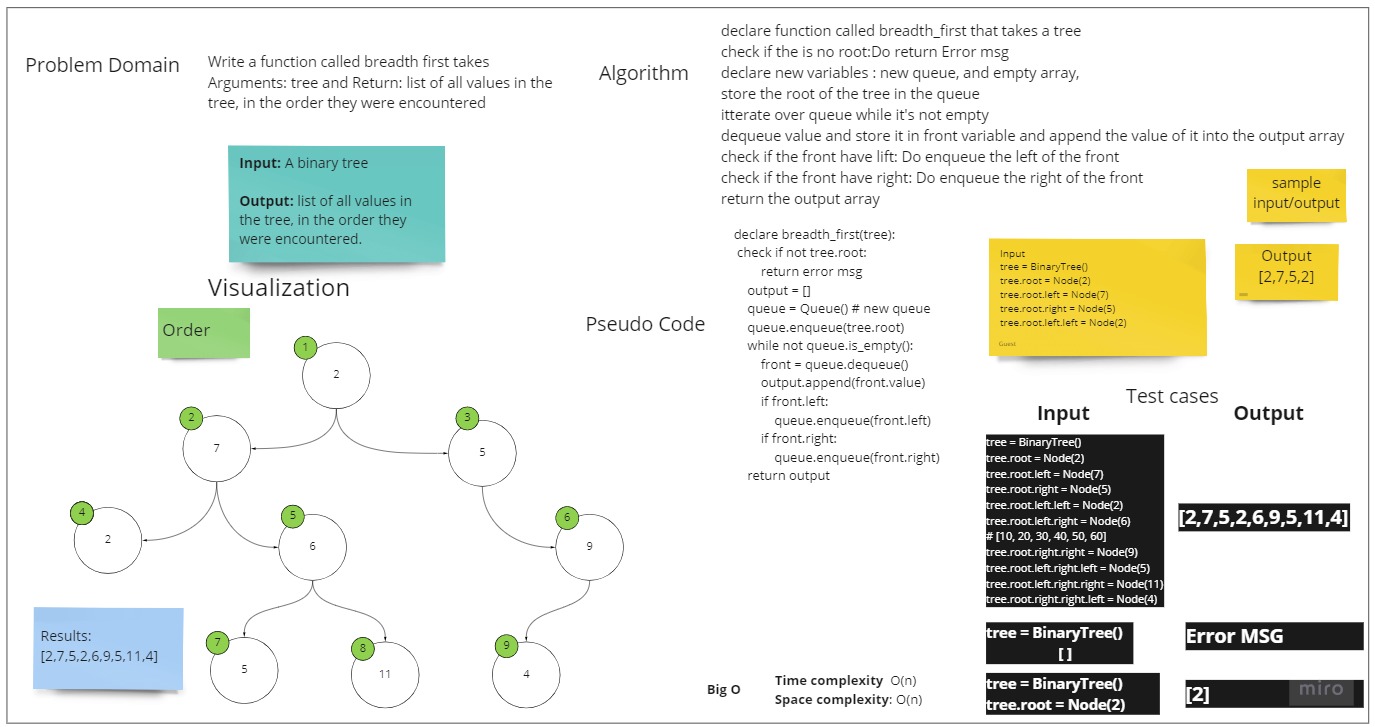 Problem Domain
Write a function called breadth first takes
Arguments: tree and Return: list of all values in the
tree, in the order they were encountered
Input: A binary tree
Output: list of all values in
the tree, in the order they
were encountered.
Visualization
Order
1
2
2
7
3
5
4
2
5
6
6
9
7
5
8
11
9
4
Results:
[2,7,5,2,6,9,5,11,4]
Algorithm
declare function called breadth_first that takes a tree
check if the is no root:Do return Error msg
declare new variables : new queue, and empty array,
store the root of the tree in the queue
itterate over queue while it's not empty
dequeue value and store it in front variable and append the value of it into the output array
check if the front have lift: Do enqueue the left of the front
check if the front have right: Do enqueue the right of the front
return the output array
Pseudo Code
declare breadth_first(tree):
check if not tree.root:
return error msg
output = []
queue = Queue() # new queue
queue.enqueue(tree.root)
while not queue.is_empty():
front = queue.dequeue()
output.append(front.value)
if front.left:
queue.enqueue(front.left)
if front.right:
queue.enqueue(front.right)
return output
sample
input/output
Input
tree = BinaryTree()
tree.root = Node(2)
tree.root.left = Node(7)
tree.root.right = Node(5)
tree.root.left.left = Node(2)
Guest
Output
[2,7,5,2]
Test cases
Input
Output
tree = BinaryTree()
tree.root = Node(2)
tree.root.left = Node(7)
tree.root.right = Node(5)
tree.root.left.left = Node(2)
tree.root.left.right = Node(6)
# [10, 20, 30, 40, 50, 60]
tree.root.right.right = Node(9)
tree.root.left.right.left = Node(5)
tree.root.left.right.right = Node(11)
tree.root.right.right.left = Node(4)
[2,7,5,2,6,9,5,11,4]
tree = BinaryTree()
[ ]
Error MSG
tree = BinaryTree()
tree.root = Node(2)
[2]
miro
Big O
Time complexity O(n)
Space complexity: O(n)